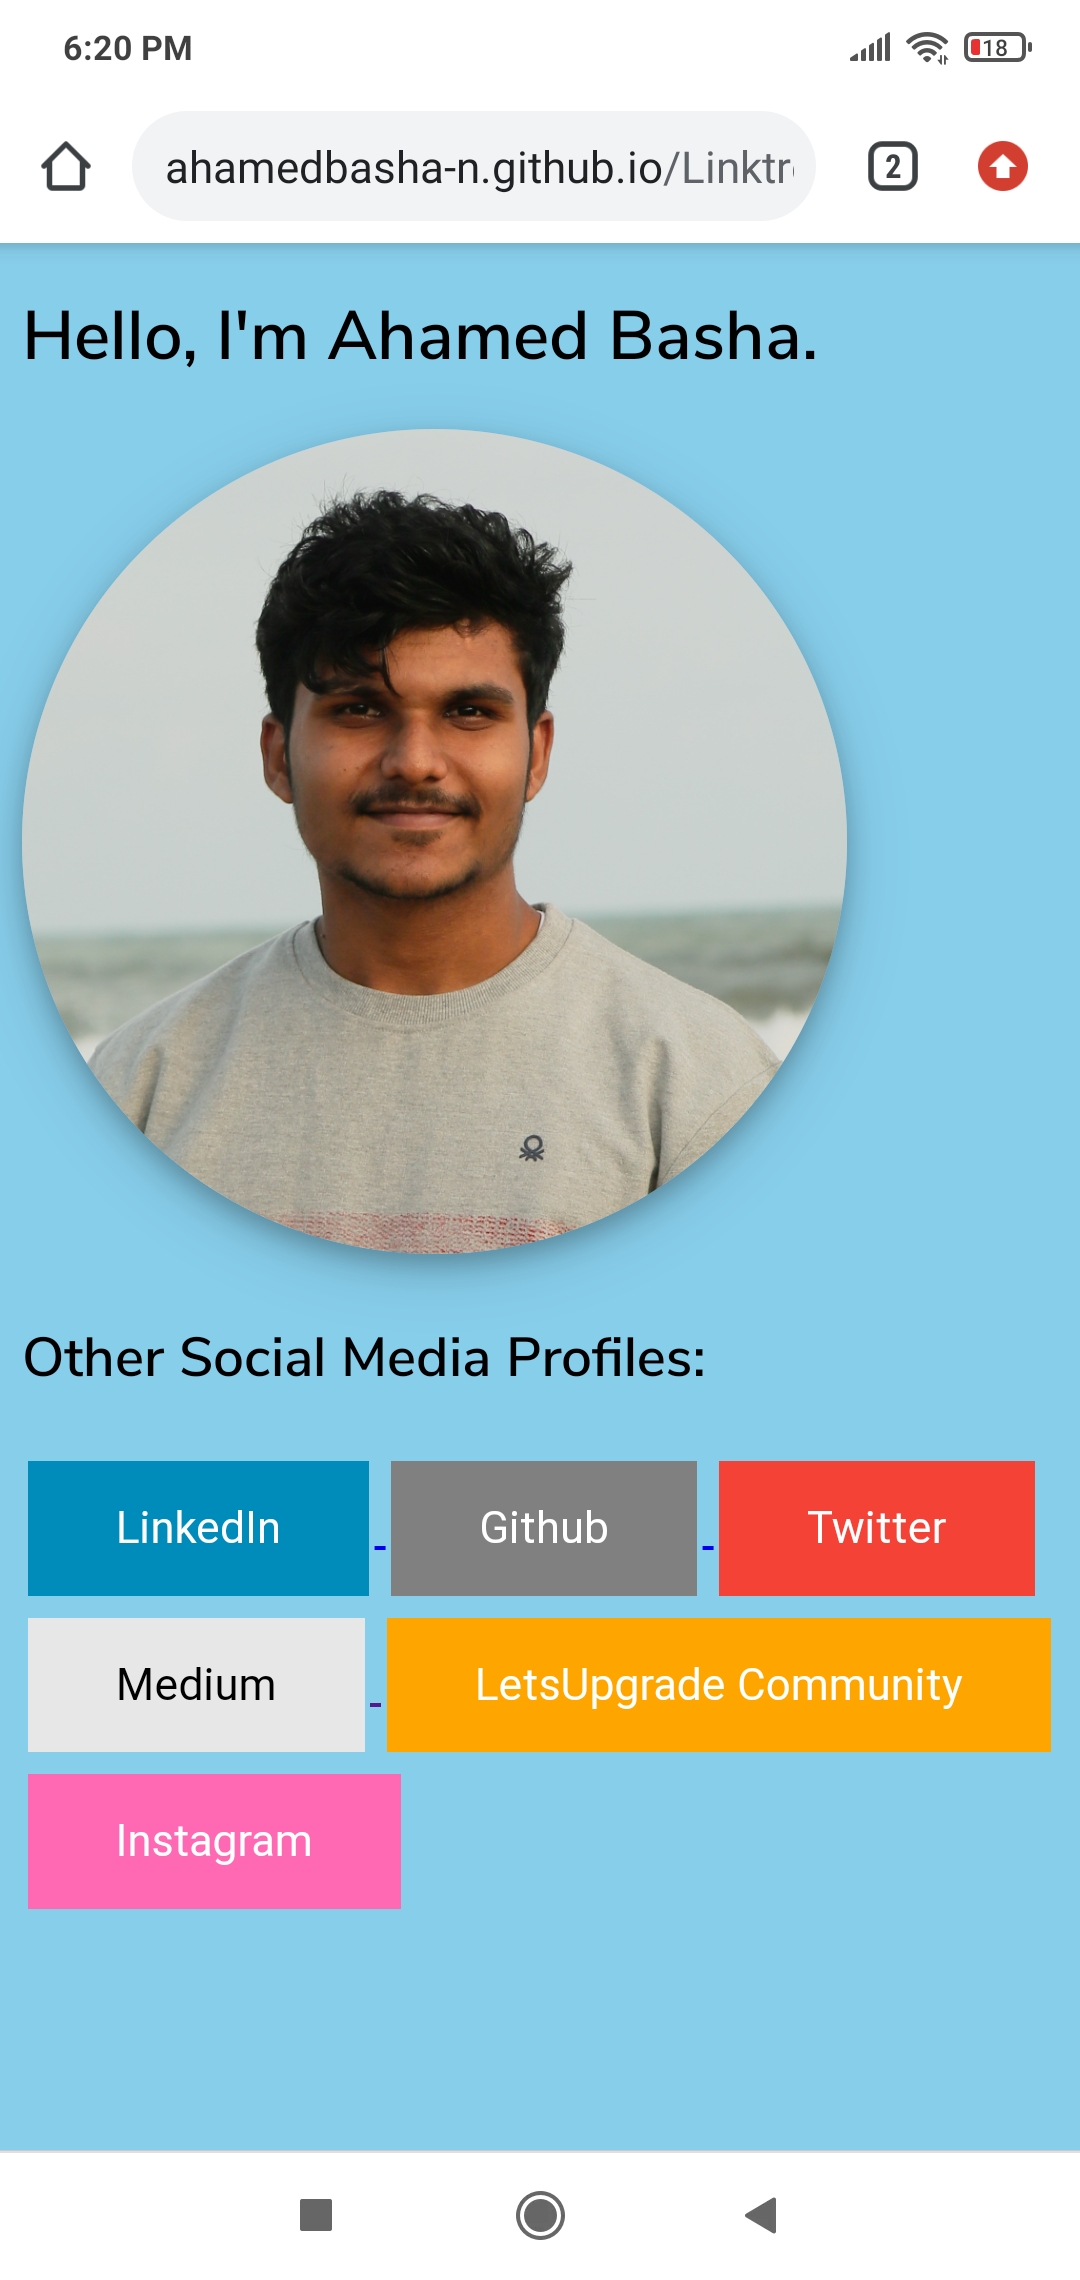 6:20 PM
18
ahamedbasha-n.github.io/Linktr
2
Hello, I'm Ahamed Basha.
Other Social Media Profiles:
LinkedIn Github Twitter
Medium LetsUpgrade Community
Instagram